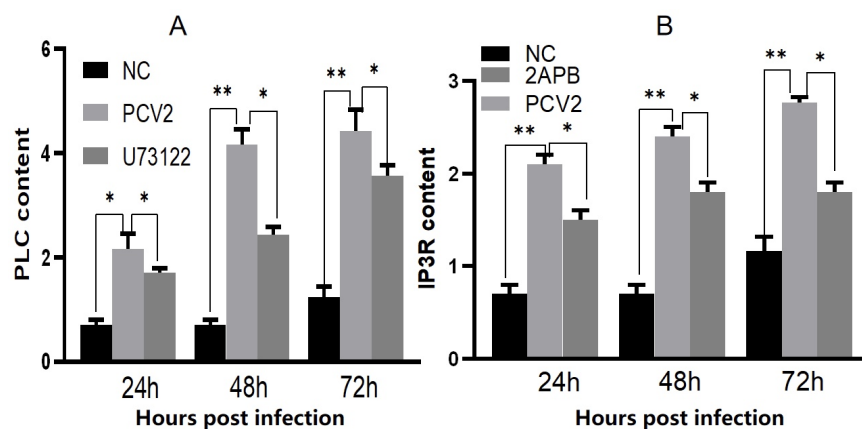 A
PLC content
6
4
2
0
NC
PCV2
U73122
*
*
**
*
**
*
24h
48h
72h
Hours post infection
B
IP3R content
3
2
1
0
NC
2APB
PCV2
**
*
**
*
**
*
24h
48h
72h
Hours post infection